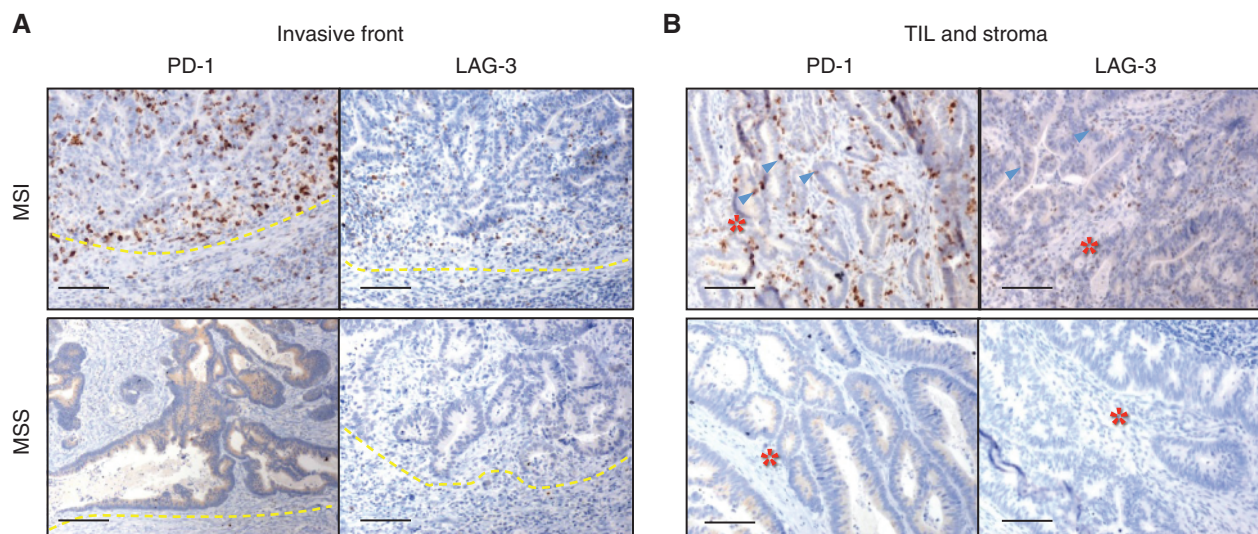 A
Invasive front
PD-1
LAG-3
B
TIL and stroma
PD-1
LAG-3
MSI
MSS